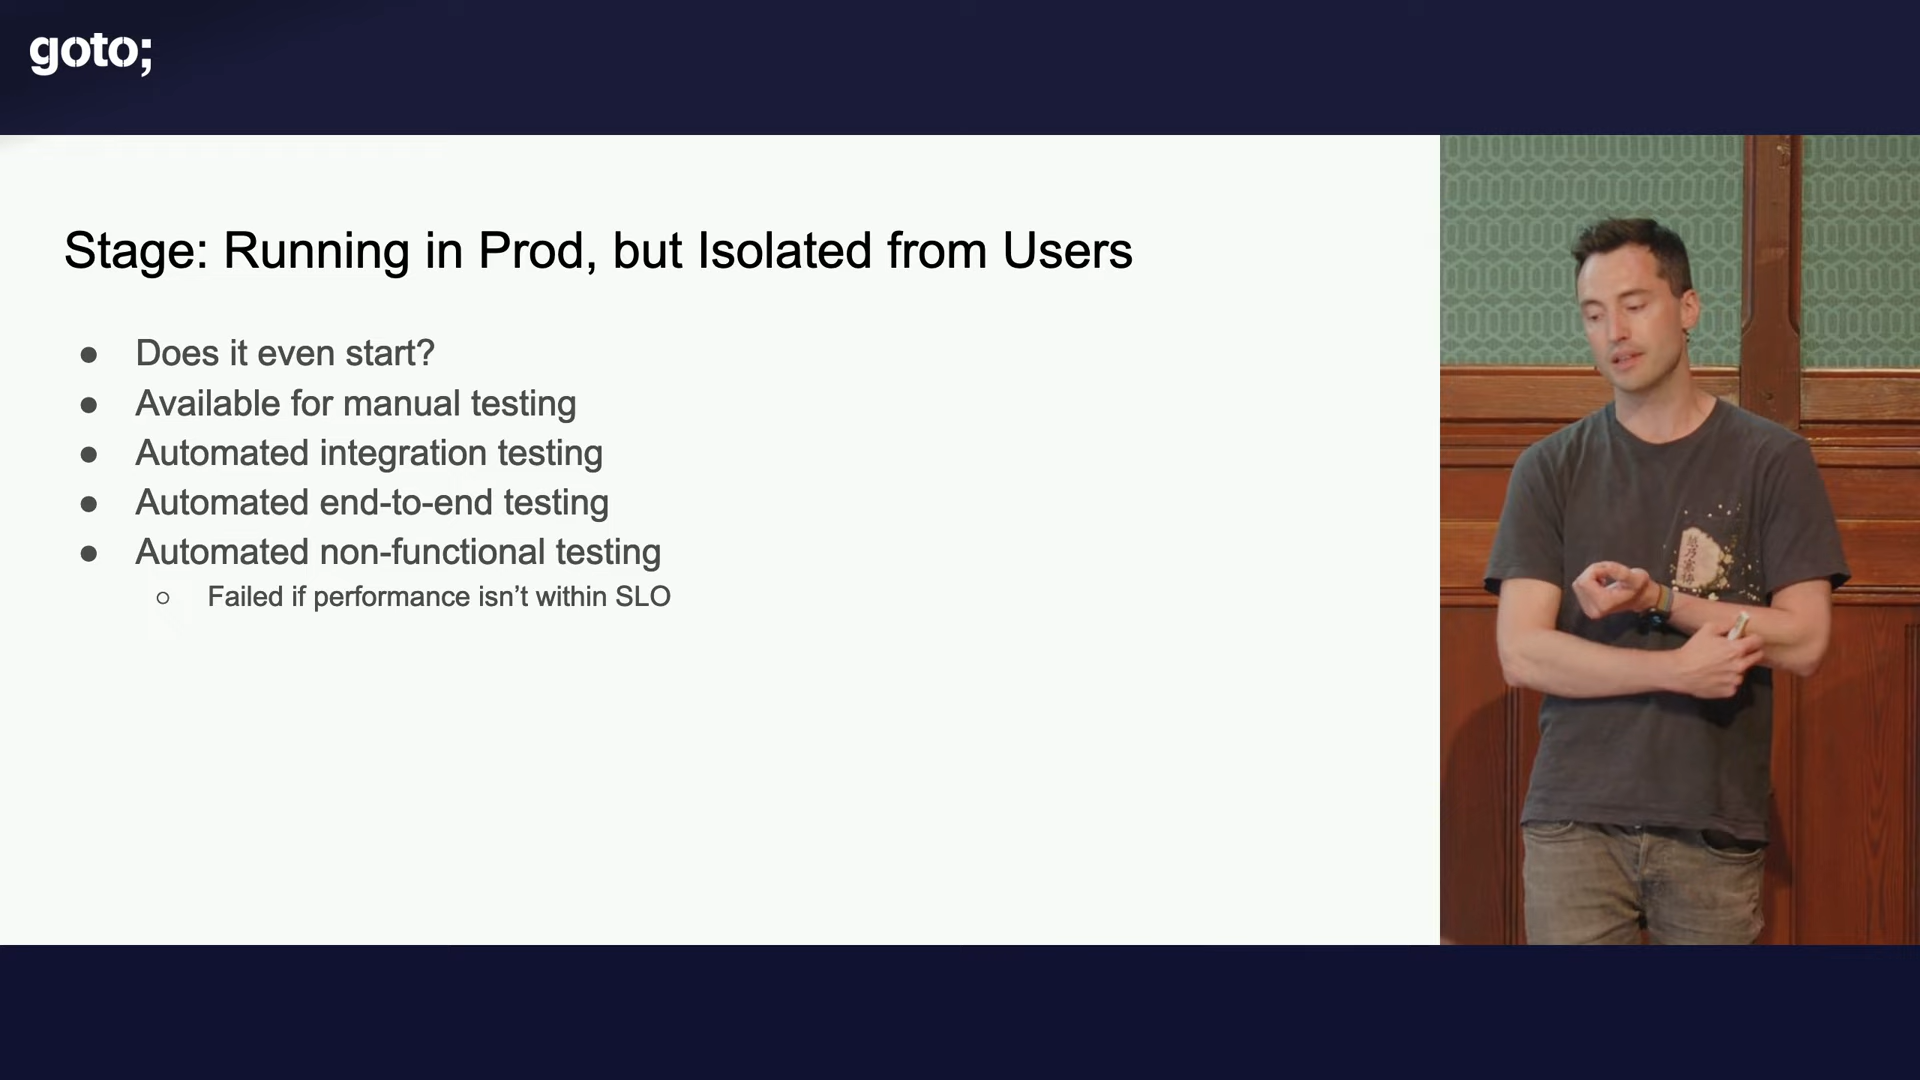 goto;
Stage: Running in Prod, but Isolated from Users
● Does it even start?
● Available for manual testing
● Automated integration testing
● Automated end-to-end testing
● Automated non-functional testing
○ Failed if performance isn’t within SLO